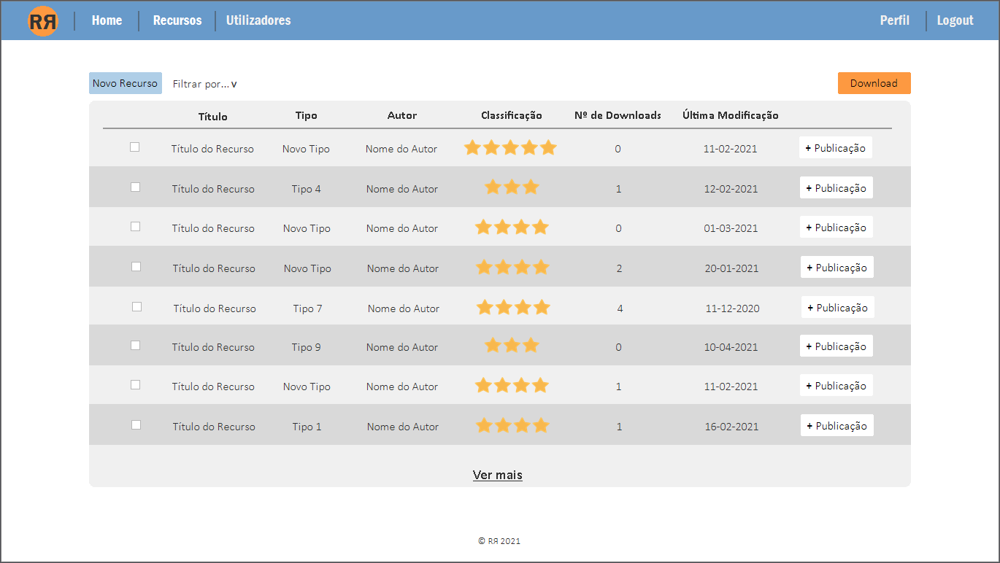 RЯ Home Recursos Utilizadores Perfil Logout
Novo Recurso Filtrar por... v Download
Título Tipo Autor Classificação Nº de Downloads Última Modificação
Título do Recurso Novo Tipo Nome do Autor 0 11-02-2021 + Publicação
Título do Recurso Tipo 4 Nome do Autor 1 12-02-2021 + Publicação
Título do Recurso Novo Tipo Nome do Autor 0 01-03-2021 + Publicação
Título do Recurso Novo Tipo Nome do Autor 2 20-01-2021 + Publicação
Título do Recurso Tipo 7 Nome do Autor 4 11-12-2020 + Publicação
Título do Recurso Tipo 9 Nome do Autor 0 10-04-2021 + Publicação
Título do Recurso Novo Tipo Nome do Autor 1 11-02-2021 + Publicação
Título do Recurso Tipo 1 Nome do Autor 1 16-02-2021 + Publicação
Ver mais
© RЯ 2021